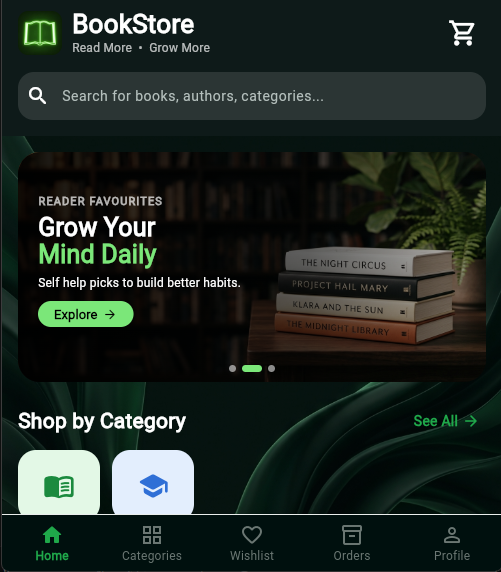 BookStore
Read More • Grow More
Search for books, authors, categories...
READER FAVOURITES
Grow Your
Mind Daily
Self help picks to build better habits.
Explore →
THE NIGHT CIRCUS
PROJECT HAIL MARY
KLARA AND THE SUN
THE MIDNIGHT LIBRARY
Shop by Category
See All →
Home
Categories
Wishlist
Orders
Profile